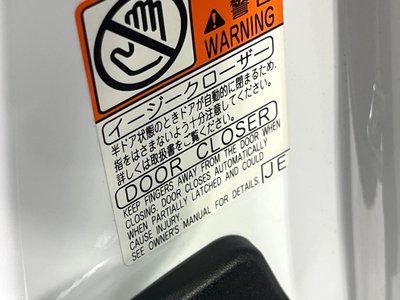 警告
WARNING
イージークローザー
半ドア状態のときドアが自動的に閉まるため、
指をはさまないよう十分注意してください。
詳しくは取扱書をご覧ください。
DOOR CLOSER
KEEP FINGERS AWAY FROM THE DOOR WHEN
CLOSING. DOOR CLOSES AUTOMATICALLY
WHEN PARTIALLY LATCHED AND COULD
CAUSE INJURY.
SEE OWNER'S MANUAL FOR DETAILS.
JE